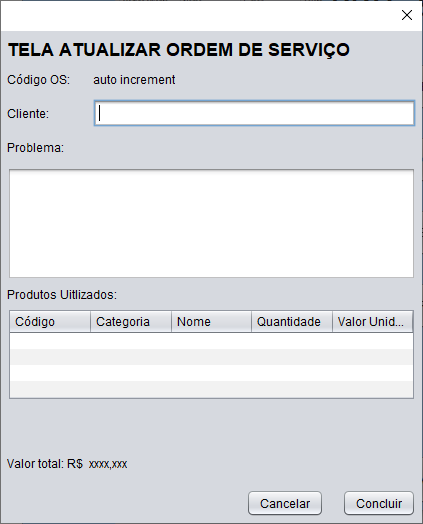 TELA ATUALIZAR ORDEM DE SERVIÇO
Código OS: auto increment
Cliente:
Problema:
Produtos Uitlizados:
Código Categoria Nome Quantidade Valor Unid...
Valor total: R$ xxxx,xxx
Cancelar Concluir